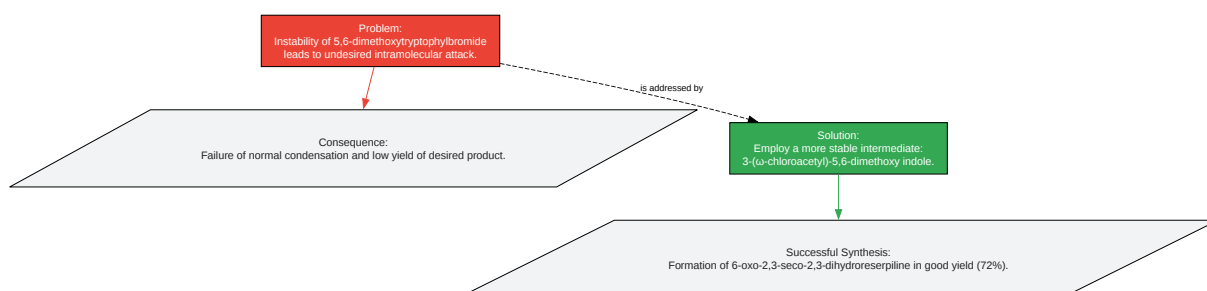 Problem:
Instability of 5,6-dimethoxytryptophylbromide
leads to undesired intramolecular attack.
is addressed by
Consequence:
Failure of normal condensation and low yield of desired product.
Solution:
Employ a more stable intermediate:
3-(ω-chloroacetyl)-5,6-dimethoxy indole.
Successful Synthesis:
Formation of 6-oxo-2,3-seco-2,3-dihydroreserpiline in good yield (72%).